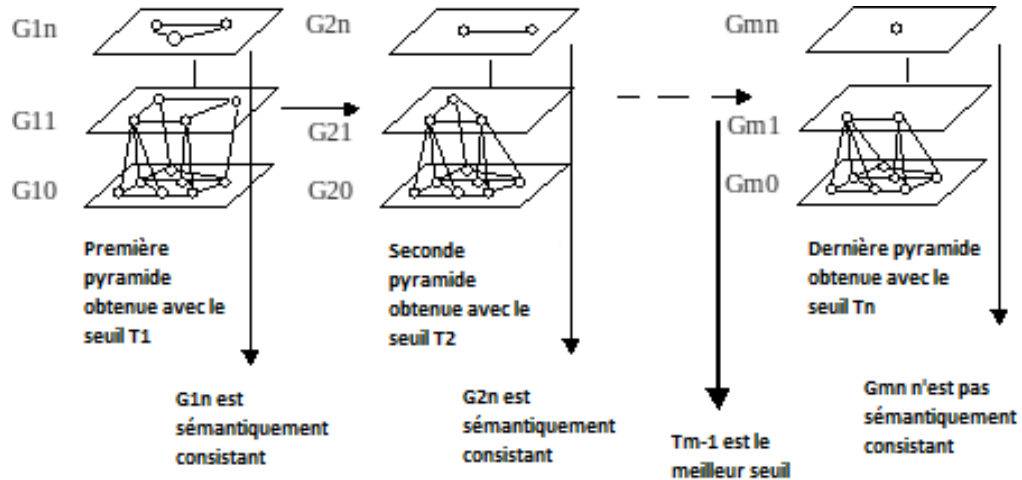 G1n
G11
G10
Première
pyramide
obtenue avec le
seuil T1
G1n est
sémantiquement
consistant
G2n
G21
G20
Seconde
pyramide
obtenue avec le
seuil T2
G2n est
sémantiquement
consistant
Tm-1 est le
meilleur seuil
Gmn
Gm1
Gm0
Dernière pyramide
obtenue avec le
seuil Tn
Gmn n'est pas
sémantiquement
consistant